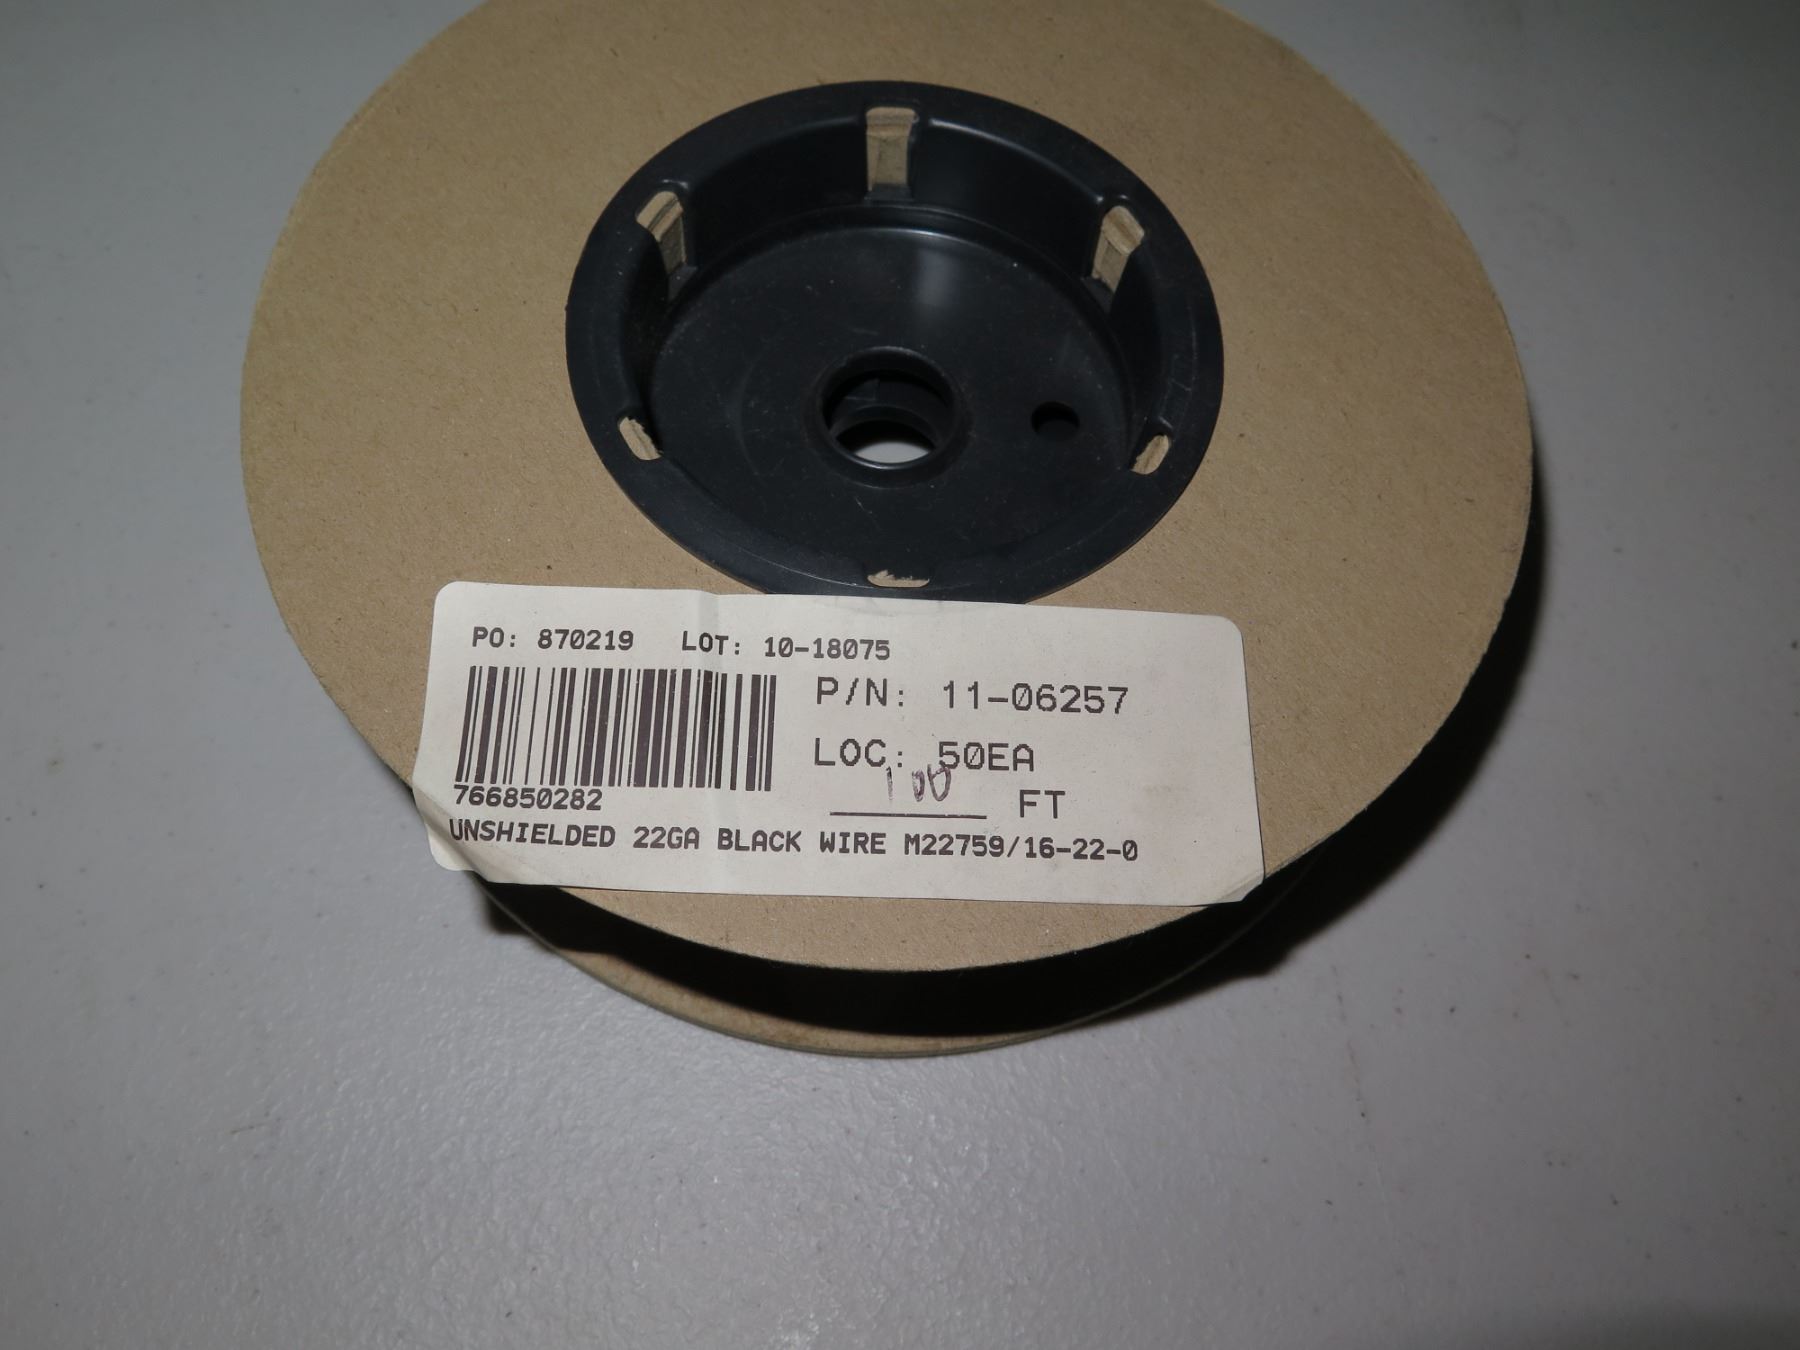 PO: 870219 LOT: 10-18075
P/N: 11-06257
LOC: 50EA
100 FT
766850282
UNSHIELDED 22GA BLACK WIRE M22759/16-22-0